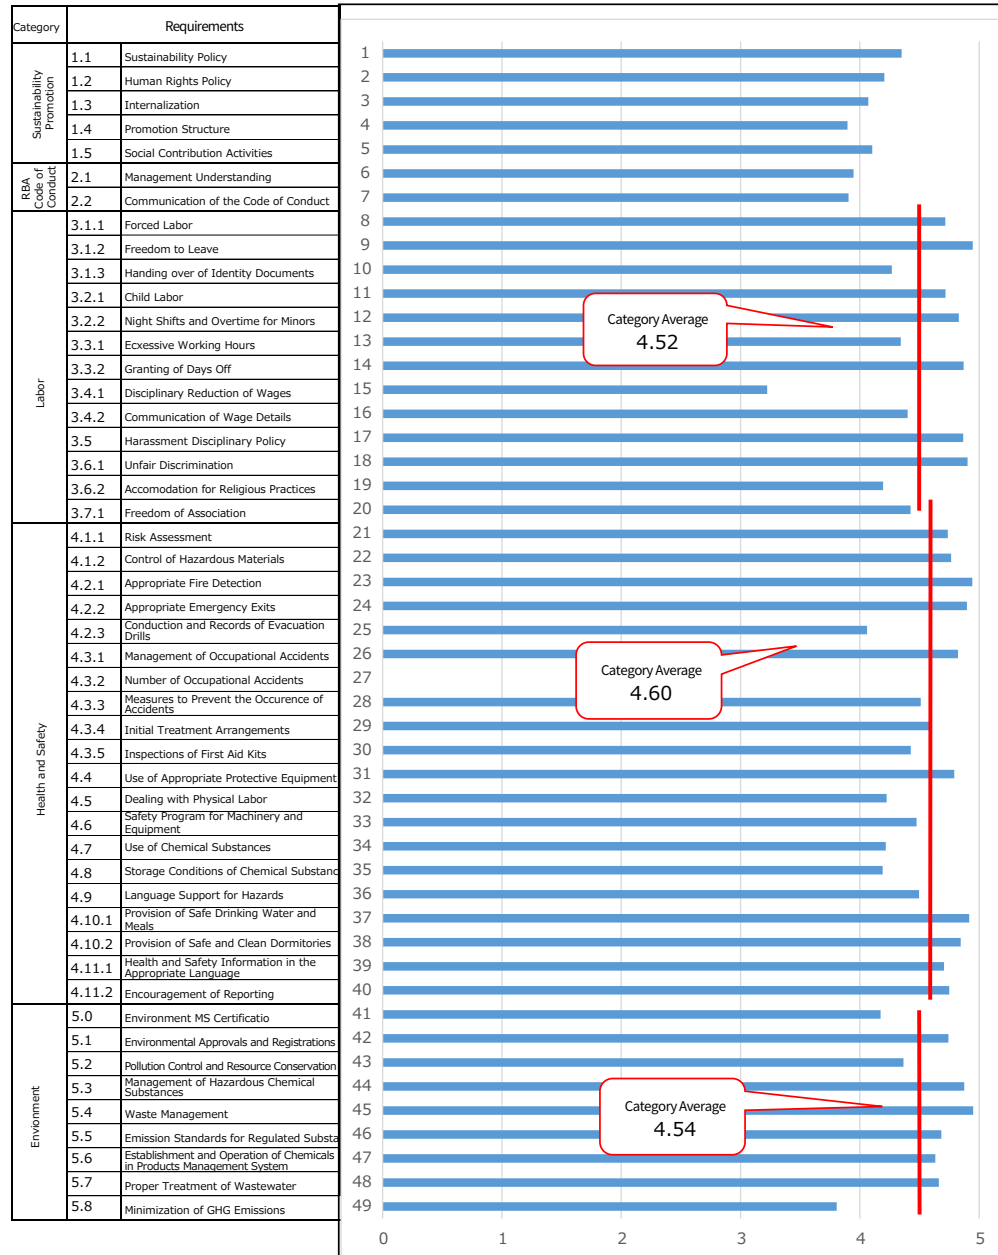 Category Requirements
Sustainability
Promotion
1.1 Sustainability Policy 1
1.2 Human Rights Policy 2
1.3 Internalization 3
1.4 Promotion Structure 4
1.5 Social Contribution Activities 5
RBA
Code of
Conduct
2.1 Management Understanding 6
2.2 Communication of the Code of Conduct 7
Labor
3.1.1 Forced Labor 8
3.1.2 Freedom to Leave 9
3.1.3 Handing over of Identity Documents 10
3.2.1 Child Labor 11
3.2.2 Night Shifts and Overtime for Minors 12
Category Average
4.52
3.3.1 Ecxessive Working Hours 13
3.3.2 Granting of Days Off 14
3.4.1 Disciplinary Reduction of Wages 15
3.4.2 Communication of Wage Details 16
3.5 Harassment Disciplinary Policy 17
3.6.1 Unfair Discrimination 18
3.6.2 Accomodation for Religious Practices 19
3.7.1 Freedom of Association 20
Health and Safety
4.1.1 Risk Assessment 21
4.1.2 Control of Hazardous Materials 22
4.2.1 Appropriate Fire Detection 23
4.2.2 Appropriate Emergency Exits 24
4.2.3 Conduction and Records of Evacuation
Drills 25
4.3.1 Management of Occupational Accidents 26
Category Average
4.60
4.3.2 Number of Occupational Accidents 27
4.3.3 Measures to Prevent the Occurence of
Accidents 28
4.3.4 Initial Treatment Arrangements 29
4.3.5 Inspections of First Aid Kits 30
4.4 Use of Appropriate Protective Equipment 31
4.5 Dealing with Physical Labor 32
4.6 Safety Program for Machinery and
Equipment 33
4.7 Use of Chemical Substances 34
4.8 Storage Conditions of Chemical Substanc 35
4.9 Language Support for Hazards 36
4.10.1 Provision of Safe Drinking Water and
Meals 37
4.10.2 Provision of Safe and Clean Dormitories 38
4.11.1 Health and Safety Information in the
Appropriate Language 39
4.11.2 Encouragement of Reporting 40
Envionment
5.0 Environment MS Certificatio 41
5.1 Environmental Approvals and Registrations 42
5.2 Pollution Control and Resource Conservation 43
5.3 Management of Hazardous Chemical
Substances 44
5.4 Waste Management 45
Category Average
4.54
5.5 Emission Standards for Regulated Substa 46
5.6 Establishment and Operation of Chemicals
in Products Management System 47
5.7 Proper Treatment of Wastewater 48
5.8 Minimization of GHG Emissions 49
0 1 2 3 4 5